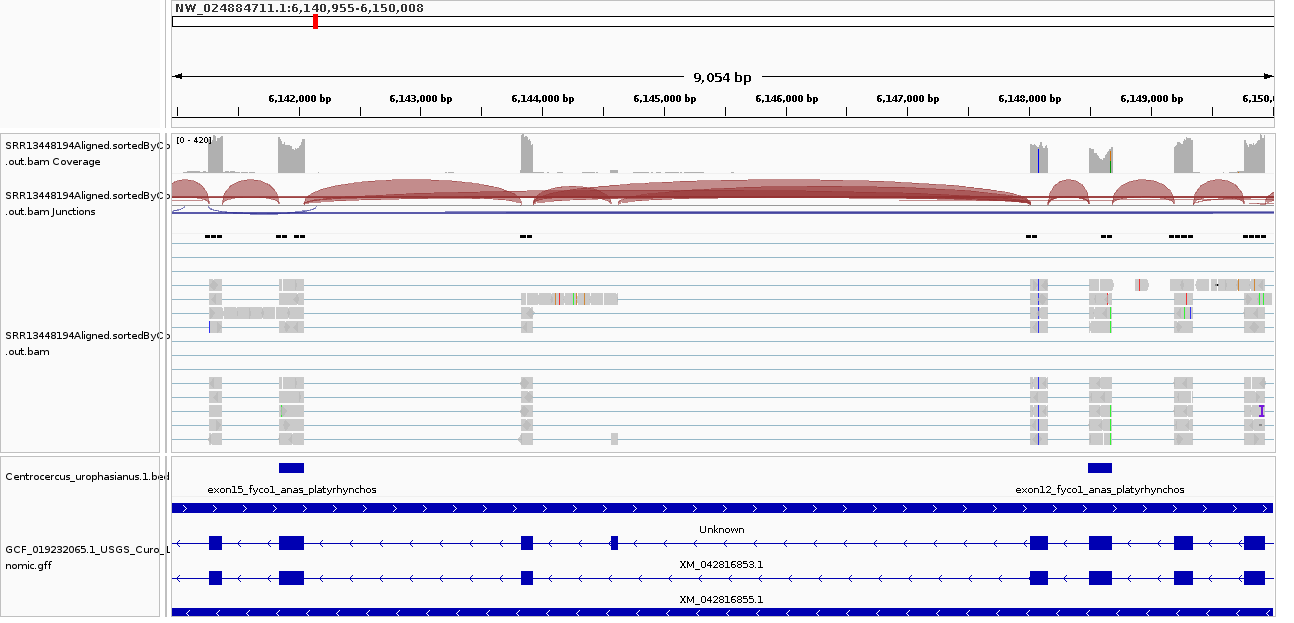 NW_024884711.1:6,140,955-6,150,008
9,054 bp
6,142,000 bp 6,143,000 bp 6,144,000 bp 6,145,000 bp 6,146,000 bp 6,147,000 bp 6,148,000 bp 6,149,000 bp 6,150,
SRR13448194Aligned.sortedByCo
.out.bam Coverage
[0 - 420]
SRR13448194Aligned.sortedByCo
.out.bam Junctions
SRR13448194Aligned.sortedByCo
.out.bam
Centrocercus_urophasianus.1.bed
exon15_fyco1_anas_platyrhynchos exon12_fyco1_anas_platyrhynchos
Unknown
GCF_019232065.1_USGS_Curo_1
nomic.gff
XM_042816853.1
XM_042816855.1